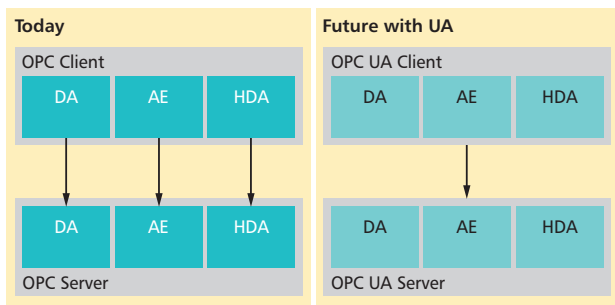 Today
OPC Client
DA AE HDA
DA AE HDA
OPC Server
Future with UA
OPC UA Client
DA AE HDA
DA AE HDA
OPC UA Server